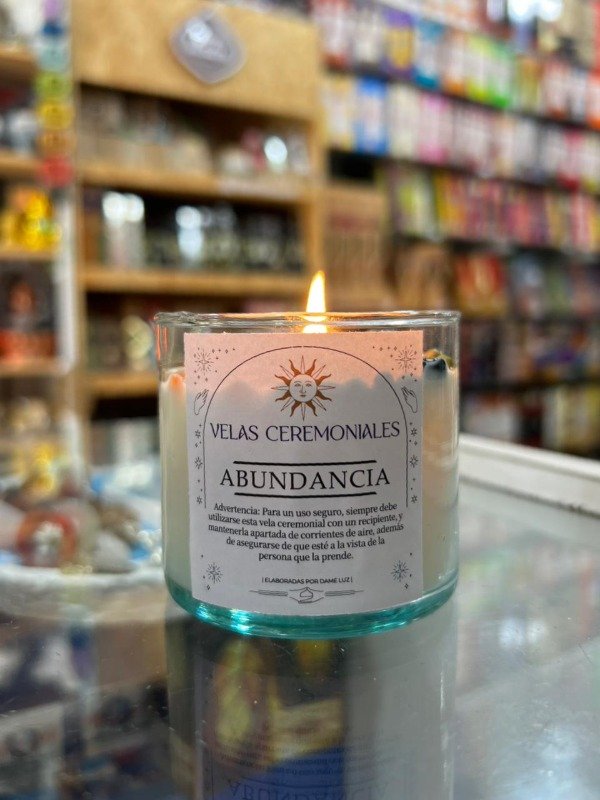 VELAS CEREMONIALES
ABUNDANCIA
Advertencia: Para un uso seguro, siempre debe
utilizarse esta vela ceremonial con un recipiente, y
mantenerla apartada de corrientes de aire, además
de asegurarse de que esté a la vista de la
persona que la prende.
| ELABORADAS POR DAME LUZ |